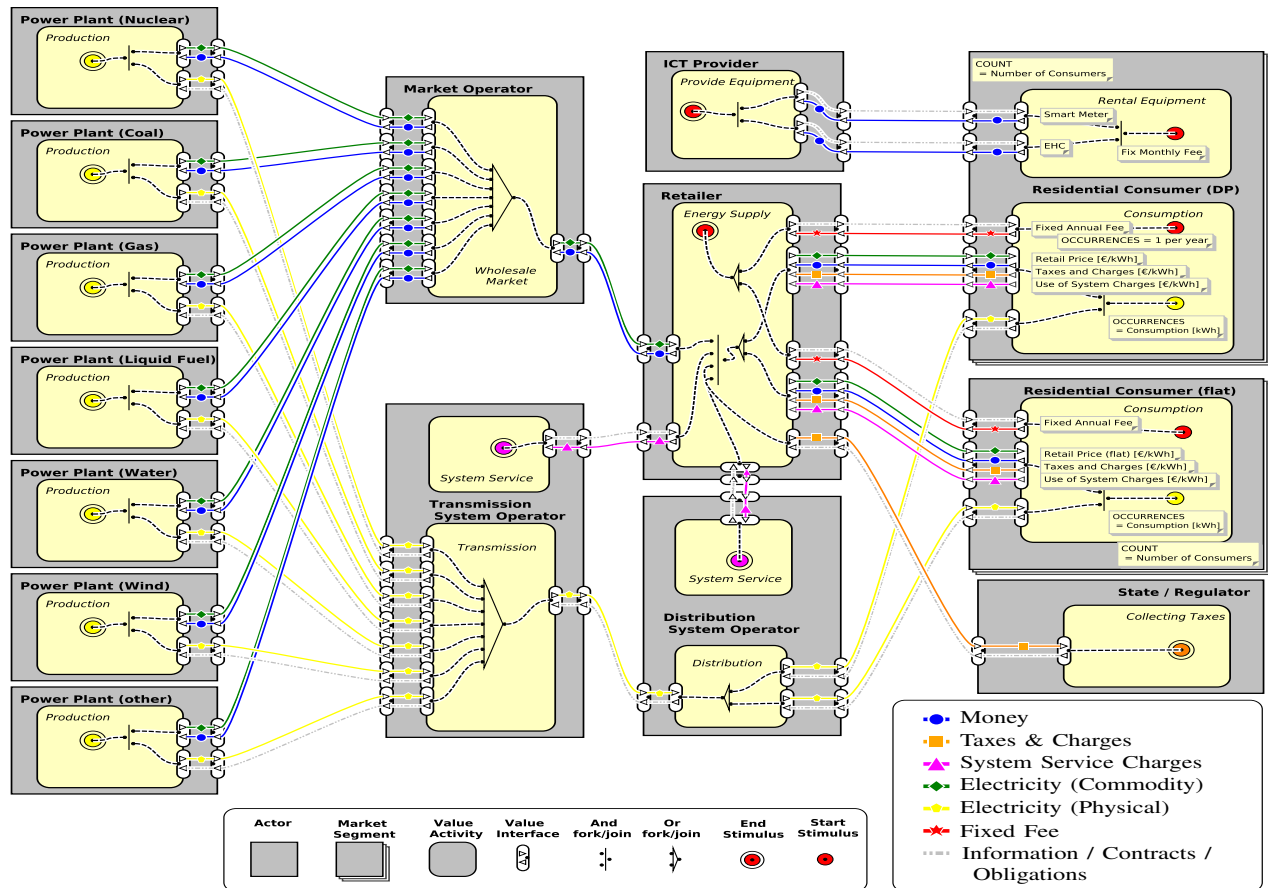 Power Plant (Nuclear)
Production
Power Plant (Coal)
Production
Power Plant (Gas)
Production
Power Plant (Liquid Fuel)
Production
Power Plant (Water)
Production
Power Plant (Wind)
Production
Power Plant (other)
Production
Market Operator
Wholesale
Market
System Service
Transmission
System Operator
Transmission
ICT Provider
Provide Equipment
Retailer
Energy Supply
System Service
Distribution
System Operator
Distribution
COUNT
= Number of Consumers
Rental Equipment
Smart Meter
EHC
Fix Monthly Fee
Residential Consumer (DP)
Consumption
Fixed Annual Fee
OCCURRENCES = 1 per year
Retail Price [€/kWh]
Taxes and Charges [€/kWh]
Use of System Charges [€/kWh]
OCCURRENCES
= Consumption [kWh]
Residential Consumer (flat)
Consumption
Fixed Annual Fee
Retail Price (flat) [€/kWh]
Taxes and Charges [€/kWh]
Use of System Charges [€/kWh]
OCCURRENCES
= Consumption [kWh]
COUNT
= Number of Consumers
State / Regulator
Collecting Taxes
Money
Taxes & Charges
System Service Charges
Electricity (Commodity)
Electricity (Physical)
Fixed Fee
Information / Contracts /
Obligations
Actor
Market
Segment
Value
Activity
Value
Interface
And
fork/join
Or
fork/join
End
Stimulus
Start
Stimulus